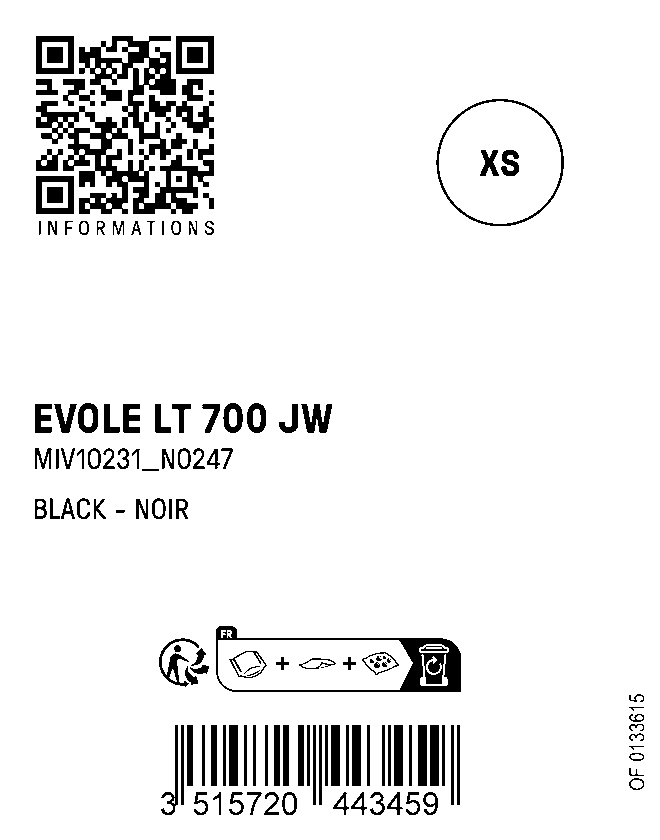 INFORMATIONS
XS
EVOLE LT 700 JW
MIV10231_N0247
BLACK - NOIR
FR
3 515720 443459
OF 0133615